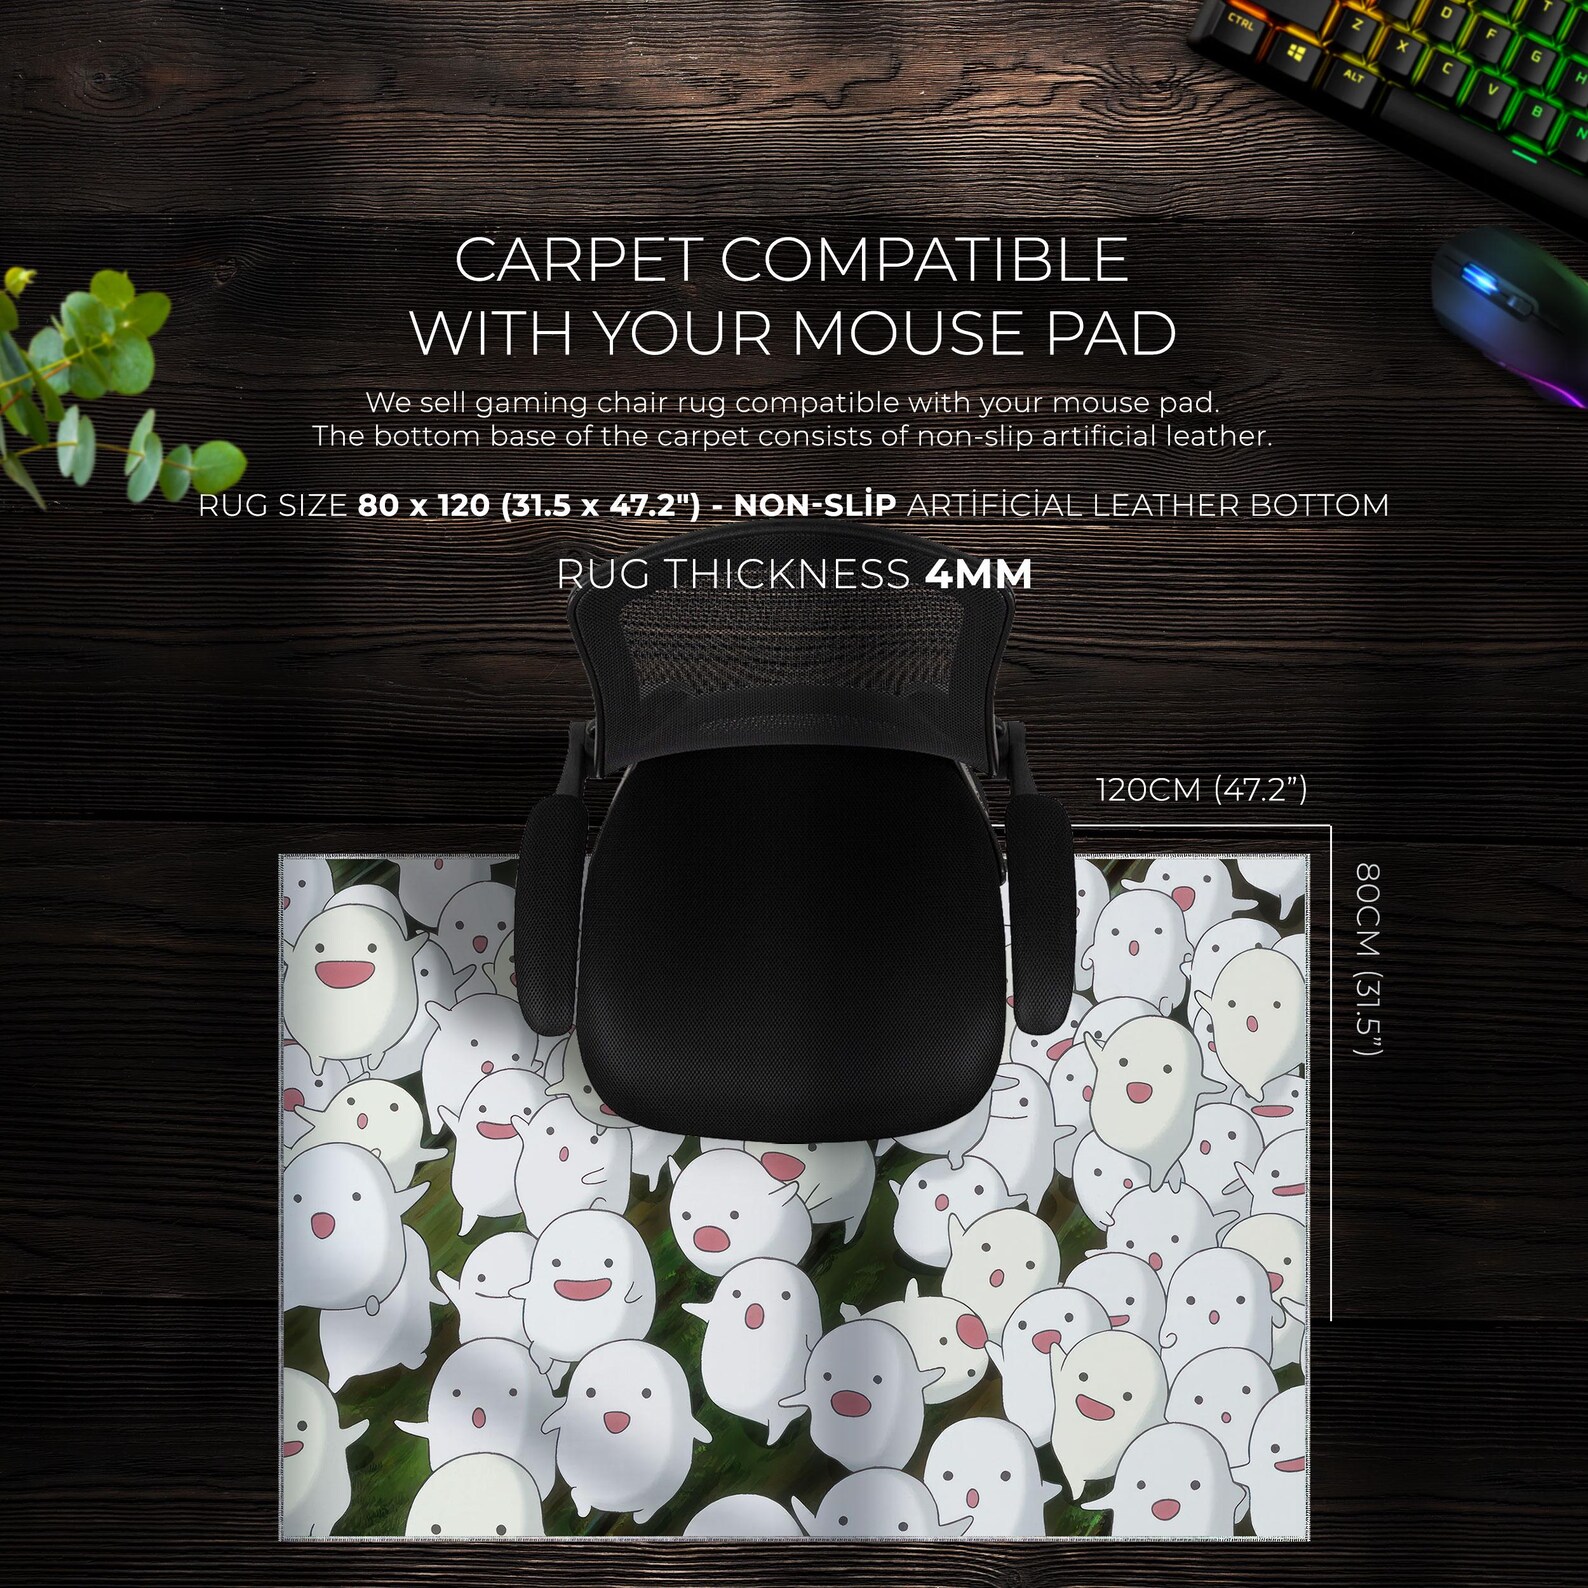 CTRL
ALT
Z
X
C
V
B
N
D
F
G
H
T
CARPET COMPATIBLE
WITH YOUR MOUSE PAD
We sell gaming chair rug compatible with your mouse pad.
The bottom base of the carpet consists of non-slip artificial leather.
RUG SIZE 80 x 120 (31.5 x 47.2") - NON-SLİP ARTİFİCİAL LEATHER BOTTOM
RUG THICKNESS 4MM
120CM (47.2”)
80CM (31.5”)